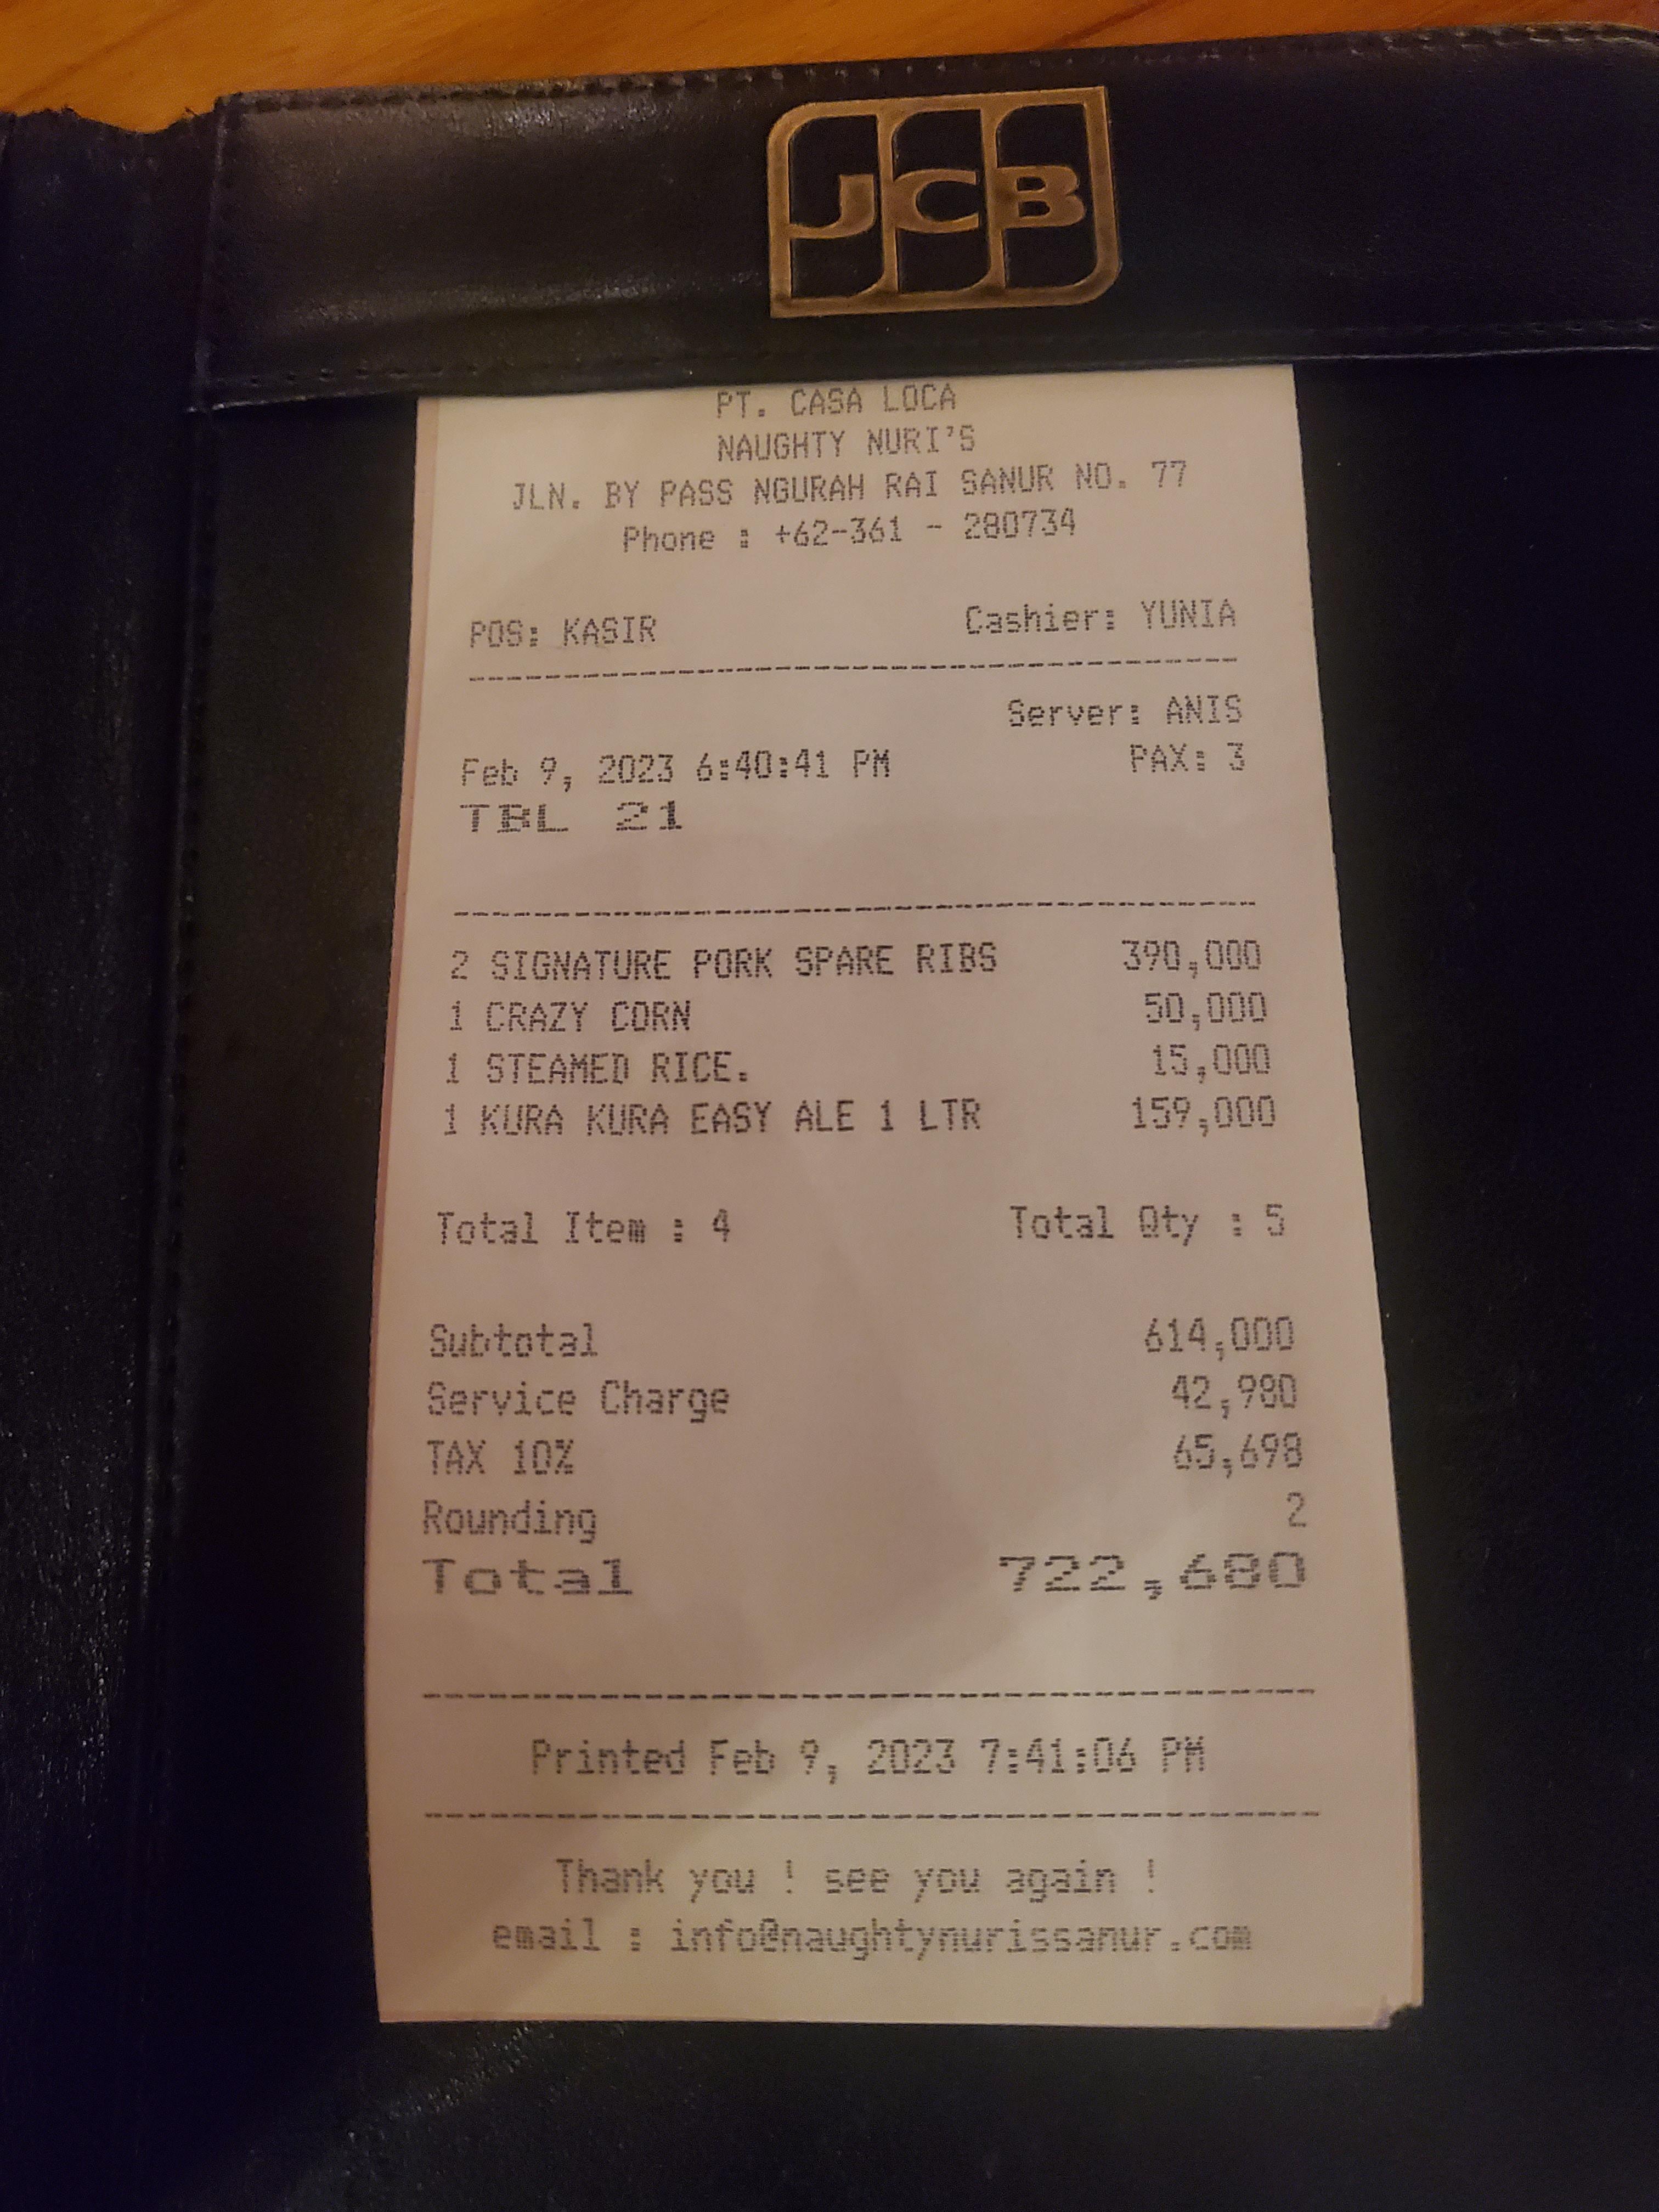 JCB
PT. CASA LOCA
NAUGHTY NURI'S
JLN. BY PASS NGURAH RAI SANUR NO. 77
Phone : +62-361 - 280734
POS: KASIR Cashier: YUNIA
Server: ANIS
Feb 9, 2023 6:40:41 PM PAX: 3
TBL 21
2 SIGNATURE PORK SPARE RIBS 390,000
1 CRAZY CORN 50,000
1 STEAMED RICE. 15,000
1 KURA KURA EASY ALE 1 LTR 159,000
Total Item : 4 Total Qty : 5
Subtotal 614,000
Service Charge 42,980
TAX 10% 65,698
Rounding 2
Total 722,680
Printed Feb 9, 2023 7:41:06 PM
Thank you ! see you again !
email : info@naughtynurissanur.com